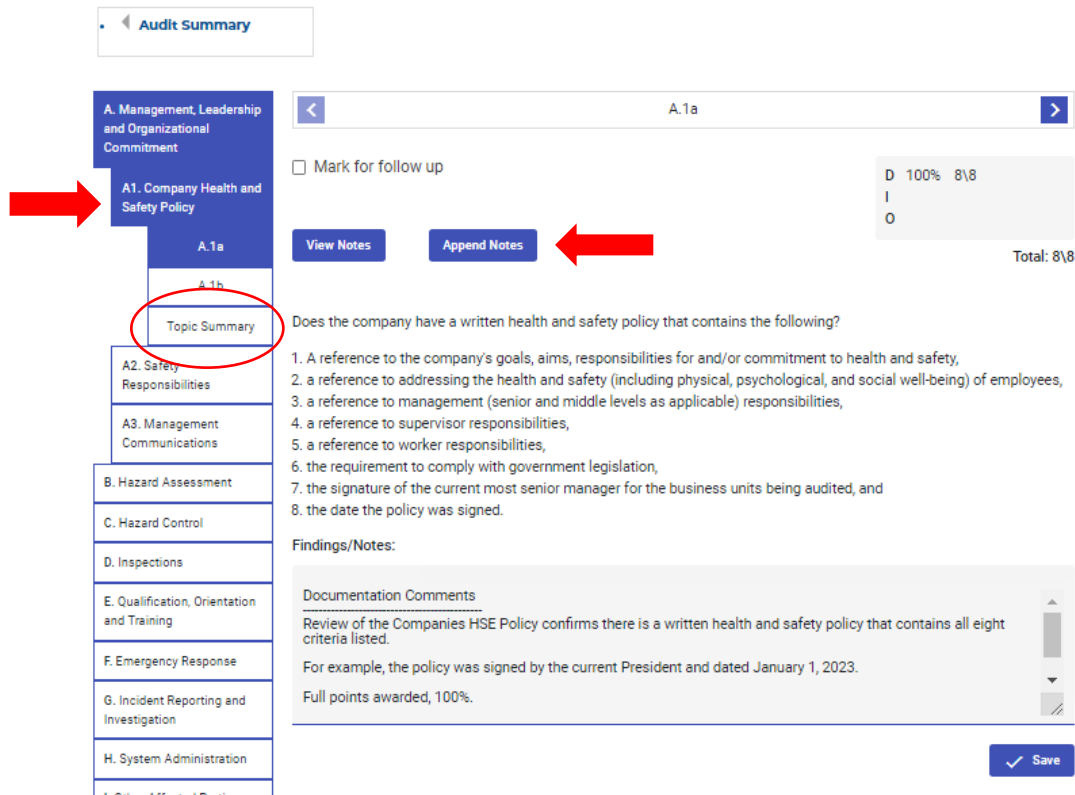 Audit Summary
A. Management, Leadership
and Organizational
Commitment
A1. Company Health and
Safety Policy
A.1a
A.1b
Topic Summary
A2. Safety
Responsibilities
A3. Management
Communications
B. Hazard Assessment
C. Hazard Control
D. Inspections
E. Qualification, Orientation
and Training
F. Emergency Response
G. Incident Reporting and
Investigation
H. System Administration
A.1a
Mark for follow up
D 100% 8\8
I
O
View Notes
Append Notes
Total: 8\8
Does the company have a written health and safety policy that contains the following?
1. A reference to the company's goals, aims, responsibilities for and/or commitment to health and safety,
2. a reference to addressing the health and safety (including physical, psychological, and social well-being) of employees,
3. a reference to management (senior and middle levels as applicable) responsibilities,
4. a reference to supervisor responsibilities,
5. a reference to worker responsibilities,
6. the requirement to comply with government legislation,
7. the signature of the current most senior manager for the business units being audited, and
8. the date the policy was signed.
Findings/Notes:
Documentation Comments
--------------------------------------------
Review of the Companies HSE Policy confirms there is a written health and safety policy that contains all eight
criteria listed.
For example, the policy was signed by the current President and dated January 1, 2023.
Full points awarded, 100%.
Save